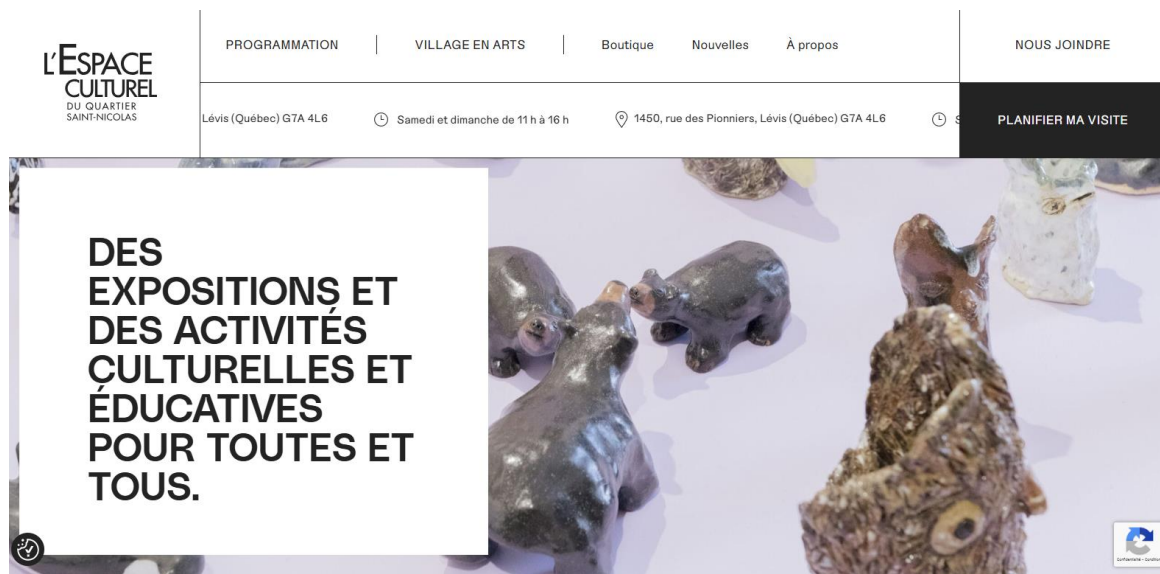 L'ESPACE
CULTUREL
DU QUARTIER
SAINT-NICOLAS
PROGRAMMATION
VILLAGE EN ARTS
Boutique
Nouvelles
À propos
NOUS JOINDRE
Lévis (Québec) G7A 4L6
Samedi et dimanche de 11 h à 16 h
1450, rue des Pionniers, Lévis (Québec) G7A 4L6
PLANIFIER MA VISITE
DES
EXPOSITIONS ET
DES ACTIVITÉS
CULTURELLES ET
ÉDUCATIVES
POUR TOUTES ET
TOUS.